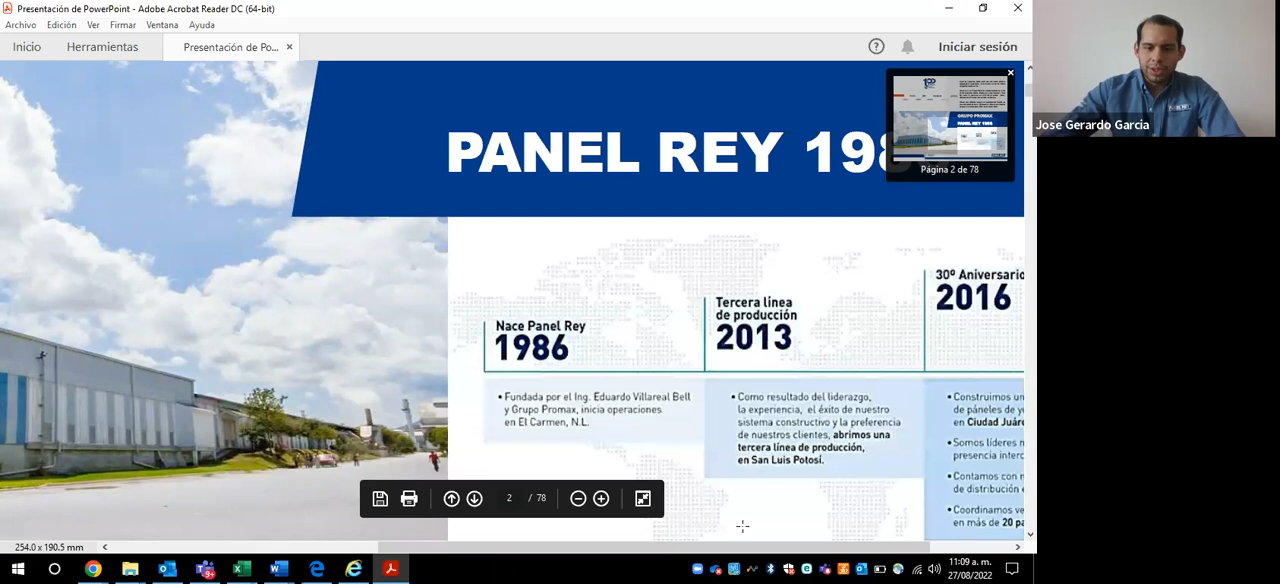 Presentación de PowerPoint - Adobe Acrobat Reader DC (64-bit)
Archivo Edición Ver Firmar Ventana Ayuda
Inicio Herramientas Presentación de Po... Iniciar sesión
PANEL REY 198
GRUPO PROMAX
PANEL REY 1986
Página 2 de 78
Jose Gerardo Garcia
Nace Panel Rey
1986
• Fundada por el Ing. Eduardo Villareal Bell
y Grupo Promax, inicia operaciones
en El Carmen, N.L.
Tercera línea
de producción
2013
• Como resultado del liderazgo,
la experiencia, el éxito de nuestro
sistema constructivo y la preferencia
de nuestros clientes, abrimos una
tercera línea de producción,
en San Luis Potosí.
30º Aniversario
2016
• Construimos un
de páneles de y
en Ciudad Juáre
• Somos líderes n
presencia interc
• Contamos con r
de distribución e
• Coordinamos ve
en más de 20 pa
2 / 78
254.0 x 190.5 mm
11:09 a. m.
27/08/2022